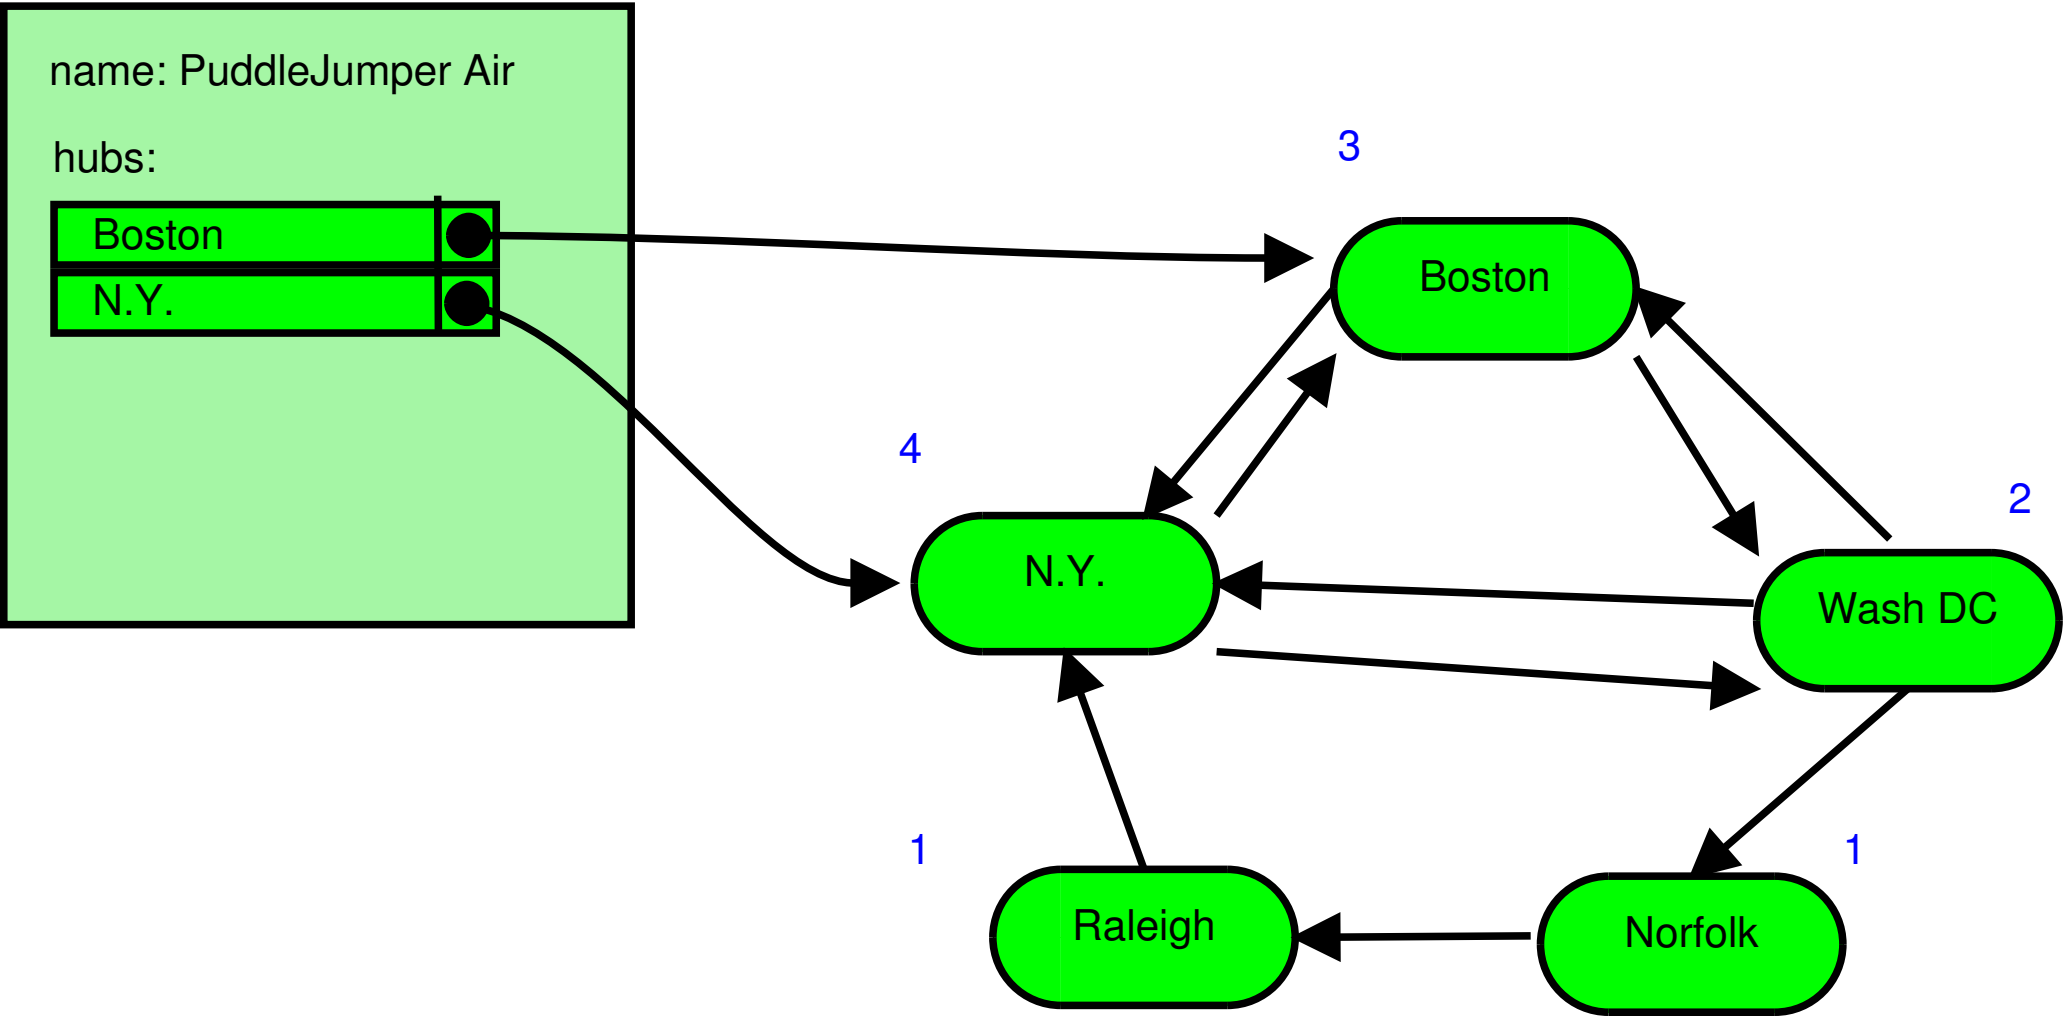 name: PuddleJumper Air
hubs:
Boston
N.Y.
3
Boston
4
N.Y.
2
Wash DC
1
Raleigh
1
Norfolk